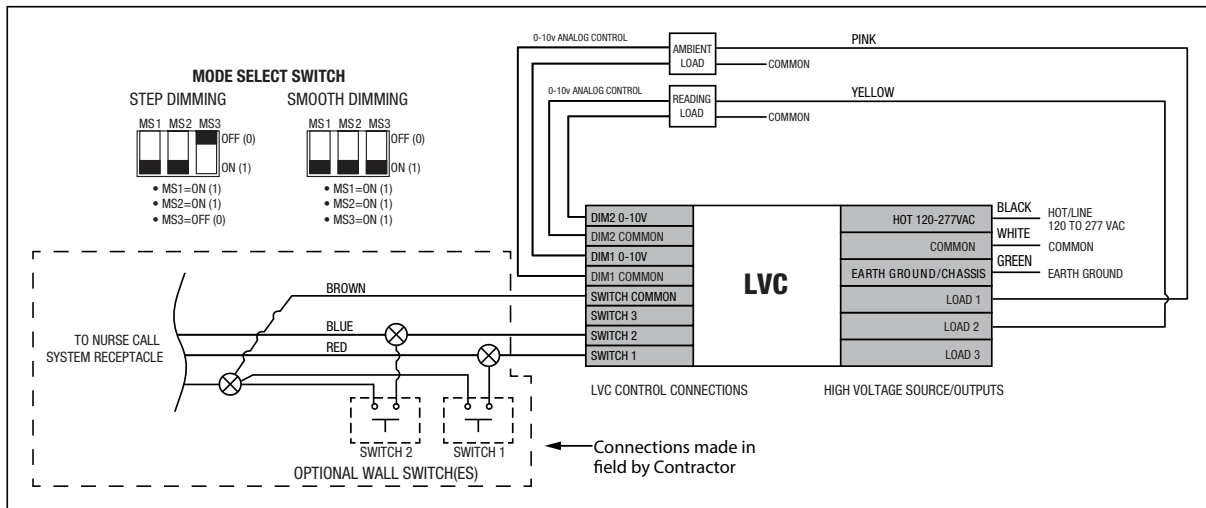 MODE SELECT SWITCH
STEP DIMMING
MS1 MS2 MS3
OFF (0)
ON (1)
• MS1=ON (1)
• MS2=ON (1)
• MS3=OFF (0)
SMOOTH DIMMING
MS1 MS2 MS3
OFF (0)
ON (1)
• MS1=ON (1)
• MS2=ON (1)
• MS3=ON (1)
0-10v ANALOG CONTROL
AMBIENT
LOAD
PINK
COMMON
0-10v ANALOG CONTROL
READING
LOAD
YELLOW
COMMON
DIM2 0-10V
DIM2 COMMON
DIM1 0-10V
DIM1 COMMON
SWITCH COMMON
SWITCH 3
SWITCH 2
SWITCH 1
LVC
HOT 120-277VAC
COMMON
EARTH GROUND/CHASSIS
LOAD 1
LOAD 2
LOAD 3
BLACK
HOT/LINE
120 TO 277 VAC
WHITE
COMMON
GREEN
EARTH GROUND
LVC CONTROL CONNECTIONS
HIGH VOLTAGE SOURCE/OUTPUTS
BROWN
BLUE
RED
TO NURSE CALL
SYSTEM RECEPTACLE
SWITCH 2
SWITCH 1
OPTIONAL WALL SWITCH(ES)
Connections made in
field by Contractor